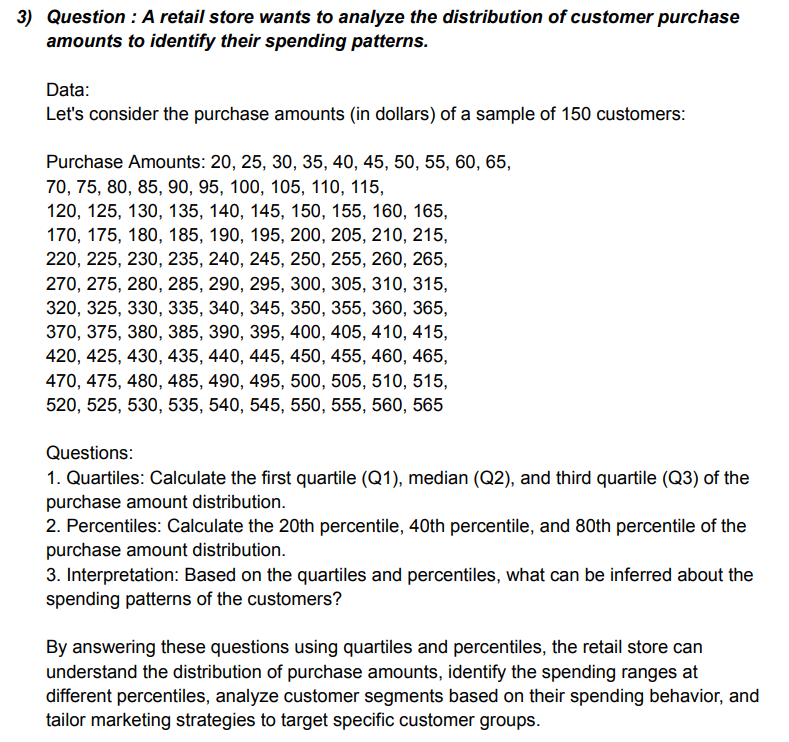 3) Question : A retail store wants to analyze the distribution of customer purchase
amounts to identify their spending patterns.
Data:
Let's consider the purchase amounts (in dollars) of a sample of 150 customers:
Purchase Amounts: 20, 25, 30, 35, 40, 45, 50, 55, 60, 65,
70, 75, 80, 85, 90, 95, 100, 105, 110, 115,
120, 125, 130, 135, 140, 145, 150, 155, 160, 165,
170, 175, 180, 185, 190, 195, 200, 205, 210, 215,
220, 225, 230, 235, 240, 245, 250, 255, 260, 265,
270, 275, 280, 285, 290, 295, 300, 305, 310, 315,
320, 325, 330, 335, 340, 345, 350, 355, 360, 365,
370, 375, 380, 385, 390, 395, 400, 405, 410, 415,
420, 425, 430, 435, 440, 445, 450, 455, 460, 465,
470, 475, 480, 485, 490, 495, 500, 505, 510, 515,
520, 525, 530, 535, 540, 545, 550, 555, 560, 565
Questions:
1. Quartiles: Calculate the first quartile (Q1), median (Q2), and third quartile (Q3) of the
purchase amount distribution.
2. Percentiles: Calculate the 20th percentile, 40th percentile, and 80th percentile of the
purchase amount distribution.
3. Interpretation: Based on the quartiles and percentiles, what can be inferred about the
spending patterns of the customers?
By answering these questions using quartiles and percentiles, the retail store can
understand the distribution of purchase amounts, identify the spending ranges at
different percentiles, analyze customer segments based on their spending behavior, and
tailor marketing strategies to target specific customer groups.